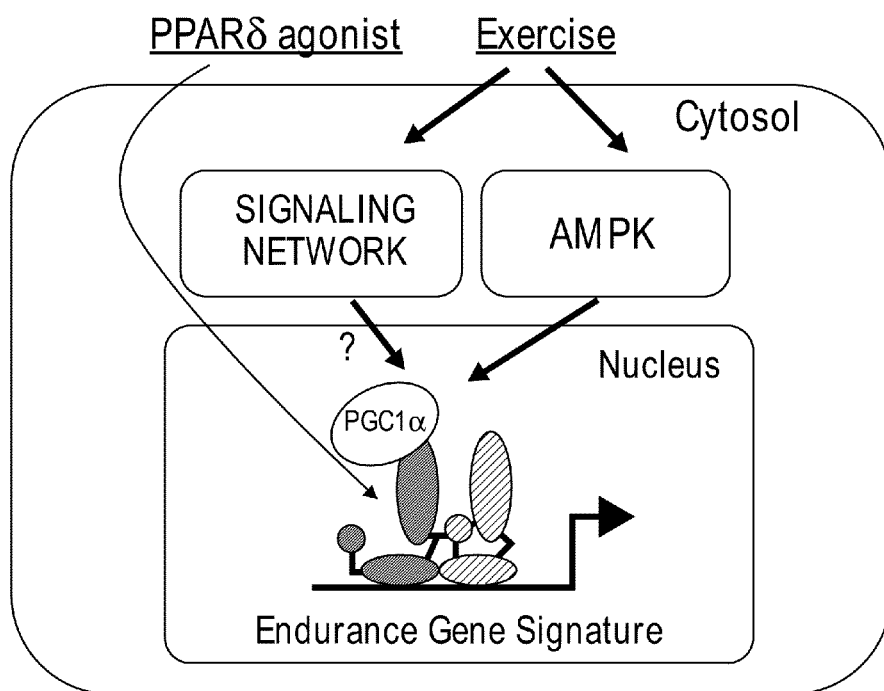 PPARδ agonist
Exercise
Cytosol
SIGNALING
NETWORK
AMPK
?
Nucleus
PGC1α
Endurance Gene Signature